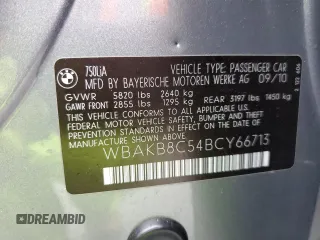 750LiA
VEHICLE TYPE: PASSENGER CAR
MFD BY BAYERISCHE MOTOREN WERKE AG 09/10
GVWR 5820 lbs 2640 kg
GAWR FRONT 2855 lbs 1295 kg REAR 3197 lbs 1450 kg
THIS VEHICLE CONFORMS TO ALL APPLICABLE
FEDERAL MOTOR VEHICLE SAFETY, BUMPER,
AND THEFT PREVENTION STANDARDS IN EFFECT
ON THE DATE OF MANUFACTURE SHOWN ABOVE.
WBAKB8C54BCY66713
DREAMBID